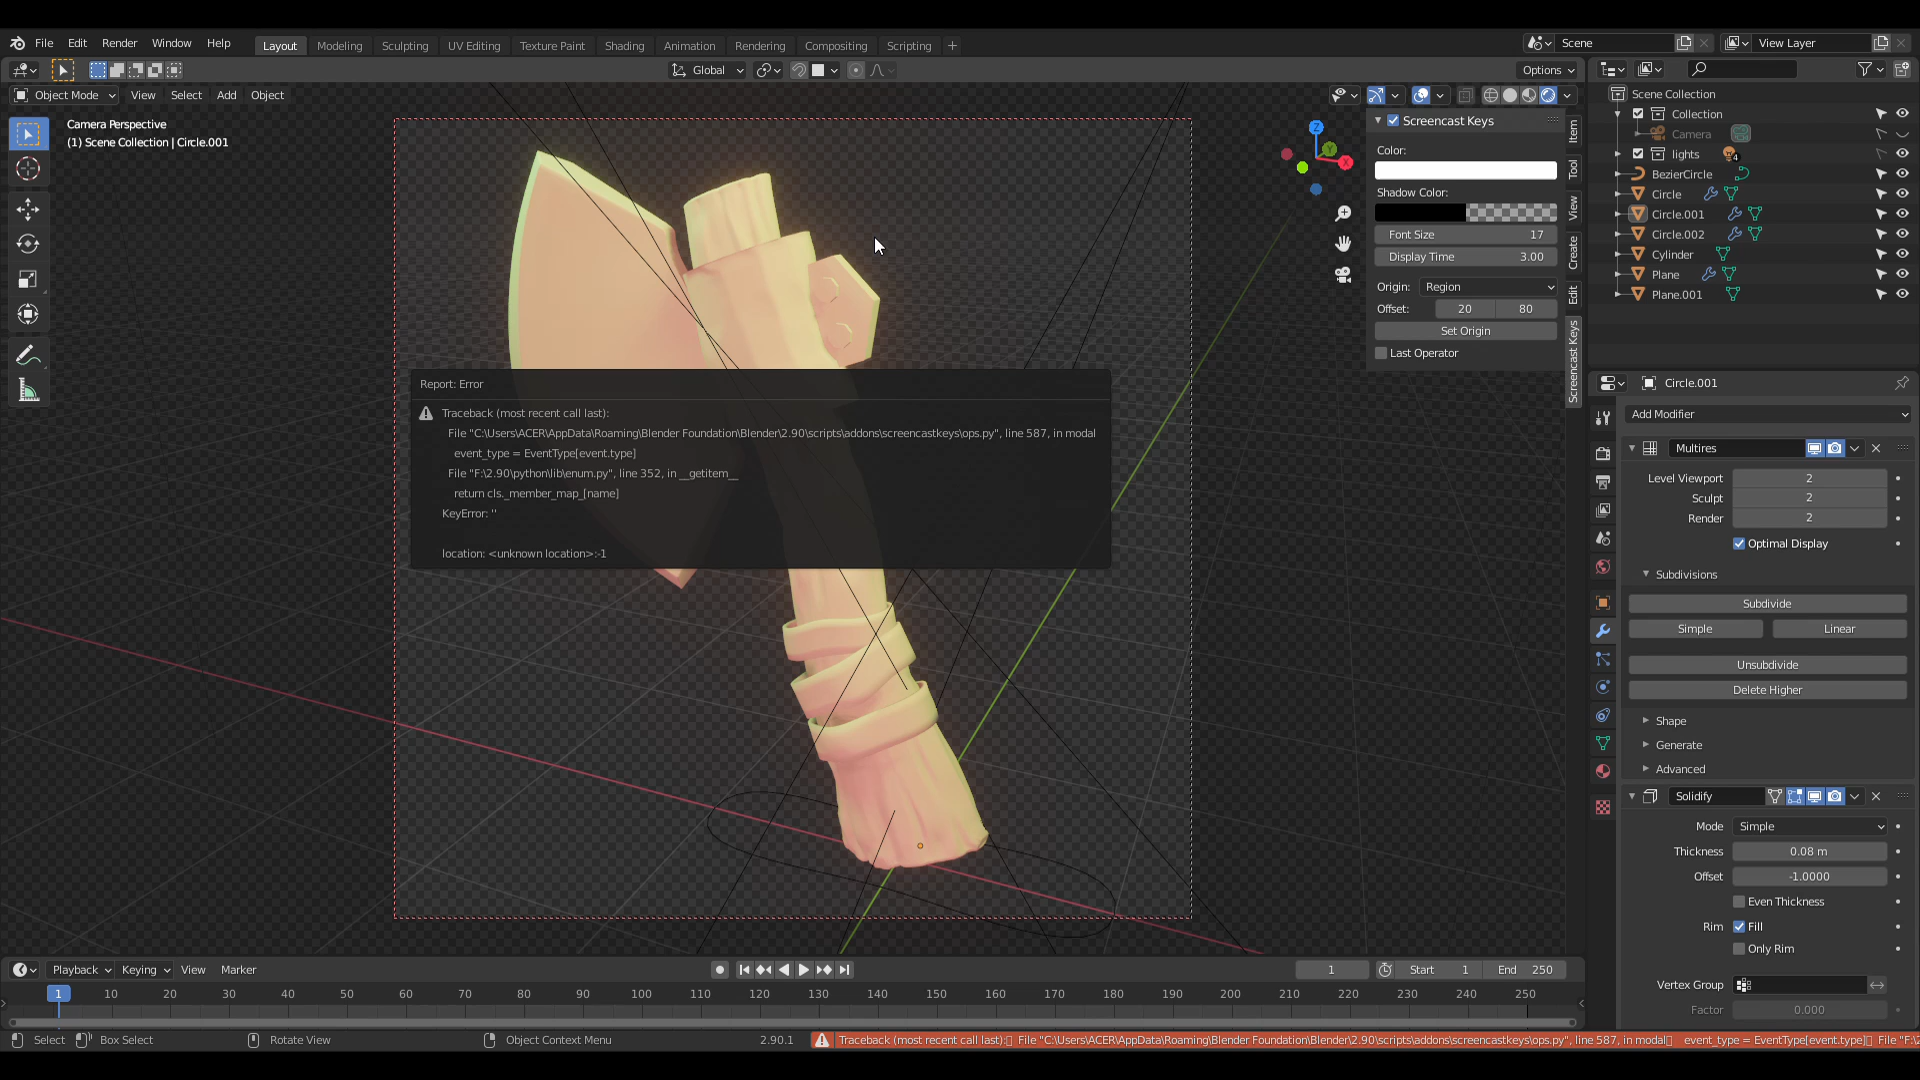 File Edit Render Window Help Layout Modeling Sculpting UV Editing Texture Paint Shading Animation Rendering Compositing Scripting + Scene View Layer
Global Options
Object Mode View Select Add Object
Camera Perspective
(1) Scene Collection | Circle.001
Z
Y
X
Screencast Keys
Color:
Shadow Color:
Font Size 17
Display Time 3.00
Origin: Region
Offset: 20 80
Set Origin
Last Operator
Item
Tool
View
Create
Edit
Screencast Keys
Scene Collection
Collection
Camera
lights 4
BezierCircle
Circle
Circle.001
Circle.002
Cylinder
Plane
Plane.001
Report: Error
Traceback (most recent call last):
File "C:\Users\ACER\AppData\Roaming\Blender Foundation\Blender\2.90\scripts\addons\screencastkeys\ops.py", line 587, in modal
event_type = EventType[event.type]
File "F:\2.90\python\lib\enum.py", line 352, in __getitem__
return cls._member_map_[name]
KeyError: ''
location: <unknown location>:-1
Circle.001
Add Modifier
Multires
Level Viewport 2
Sculpt 2
Render 2
Optimal Display
Subdivisions
Subdivide
Simple Linear
Unsubdivide
Delete Higher
Shape
Generate
Advanced
Solidify
Mode Simple
Thickness 0.08 m
Offset -1.0000
Even Thickness
Rim Fill
Only Rim
Vertex Group
Factor 0.000
Playback Keying View Marker 1 Start 1 End 250
1 10 20 30 40 50 60 70 80 90 100 110 120 130 140 150 160 170 180 190 200 210 220 230 240 250
Select Box Select Rotate View Object Context Menu 2.90.1 Traceback (most recent call last): File "C:\Users\ACER\AppData\Roaming\Blender Foundation\Blender\2.90\scripts\addons\screencastkeys\ops.py", line 587, in modal event_type = EventType[event.type] File "F:\2